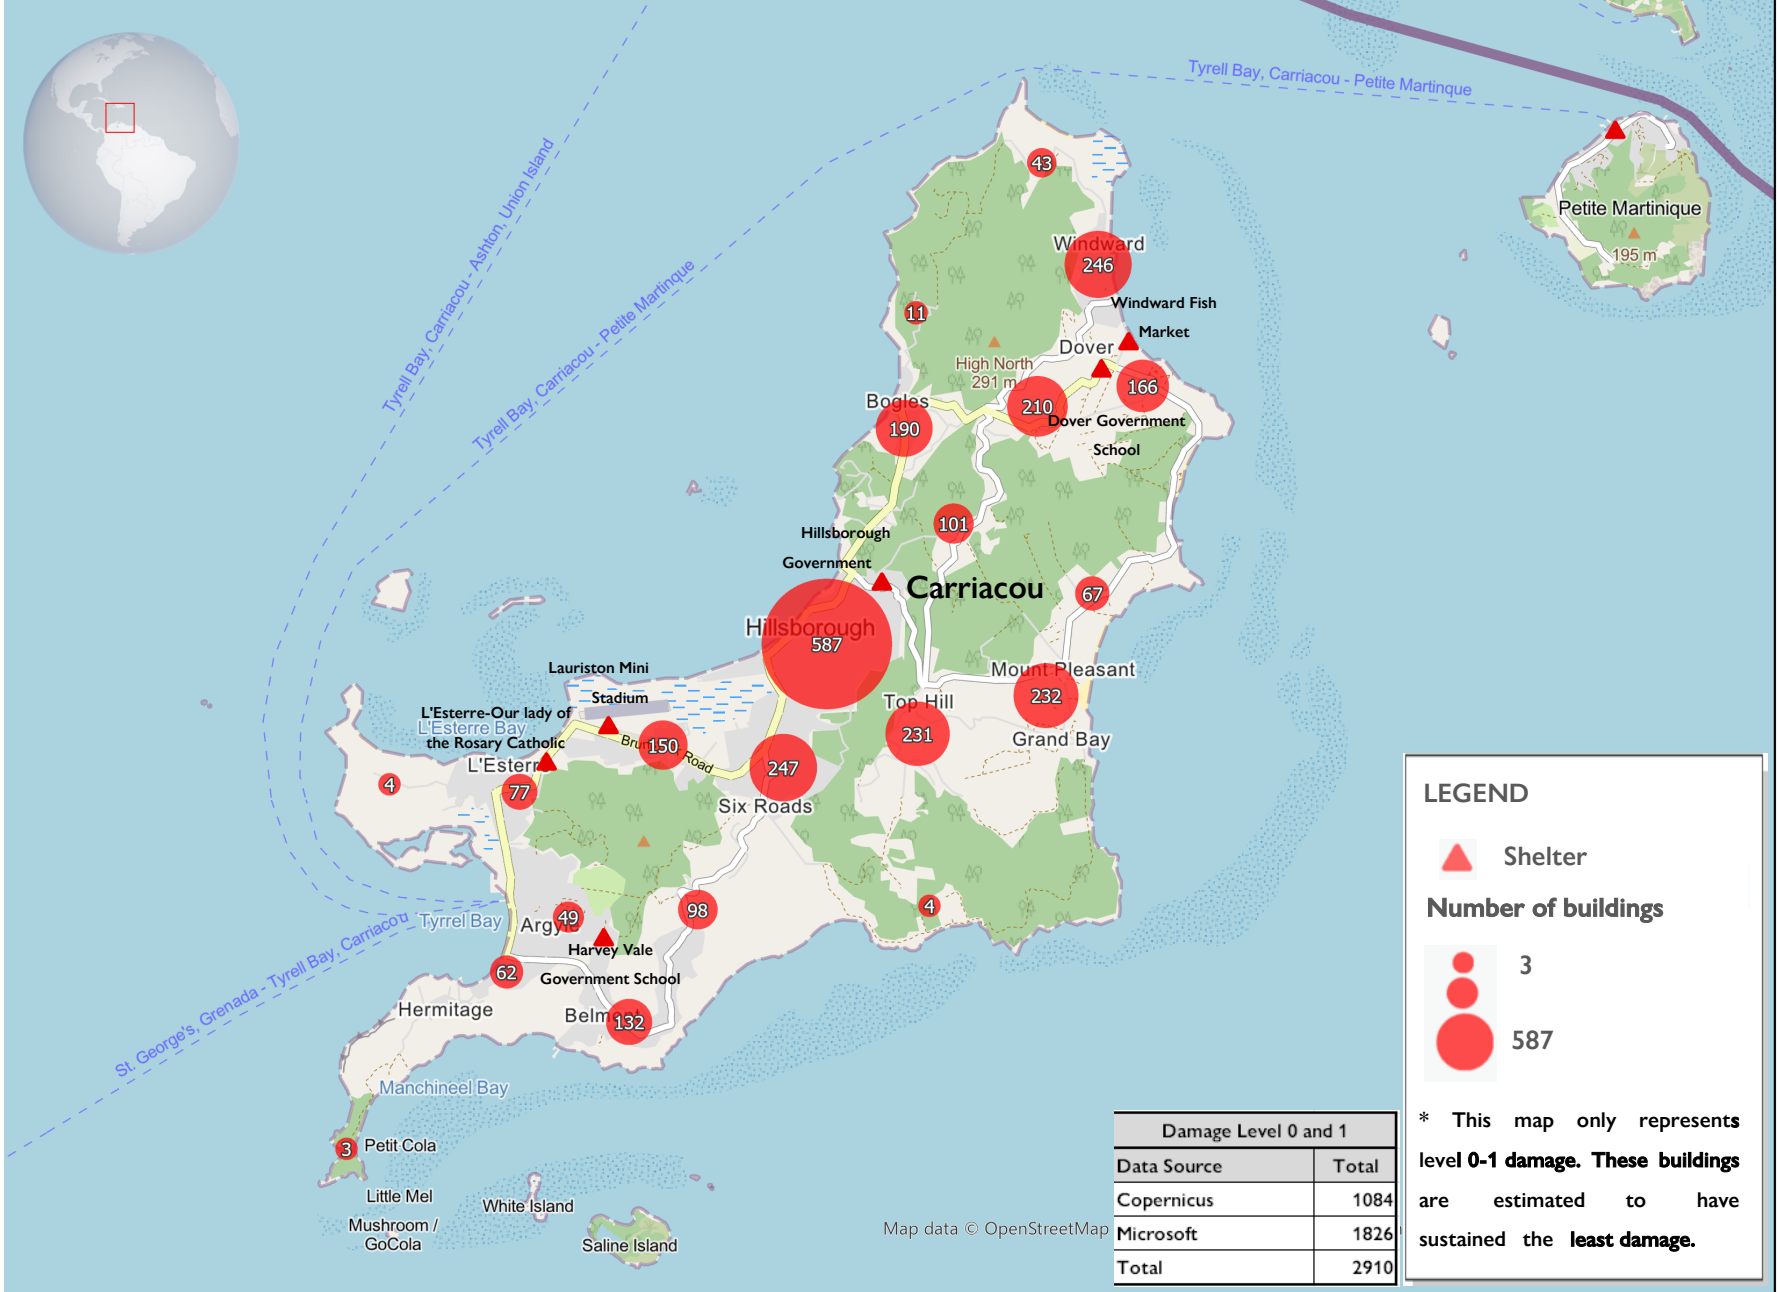 Tyrell Bay, Carriacou - Petite Martinique
Tyrell Bay, Carriacou - Ashton, Union Island
Tyrell Bay, Carriacou - Petite Martinque
43
Petite Martinique
195 m
Windward
246
11
Windward Fish
Market
Dover
High North
291 m
166
210
Bogles
190
Dover Government
School
101
Hillsborough
Government
Carriacou
67
Hillsborough
587
Lauriston Mini
Stadium
Mount Pleasant
232
Top Hill
231
Grand Bay
L'Esterre-Our lady of
L'Esterre Bay
the Rosary Catholic
150
Road
247
Six Roads
4
77
Tyrrel Bay
49
98
4
Harvey Vale
Government School
62
St. George's, Grenada - Tyrell Bay, Carriacou
Hermitage
132
Manchineel Bay
3
Petit Cola
Little Mel
White Island
Mushroom /
GoCola
Saline Island
Map data © OpenStreetMap
Damage Level 0 and 1
Data Source Total
Copernicus 1084
Microsoft 1826
Total 2910
LEGEND
Shelter
Number of buildings
3
587
* This map only represents
level 0-1 damage. These buildings
are estimated to have
sustained the least damage.